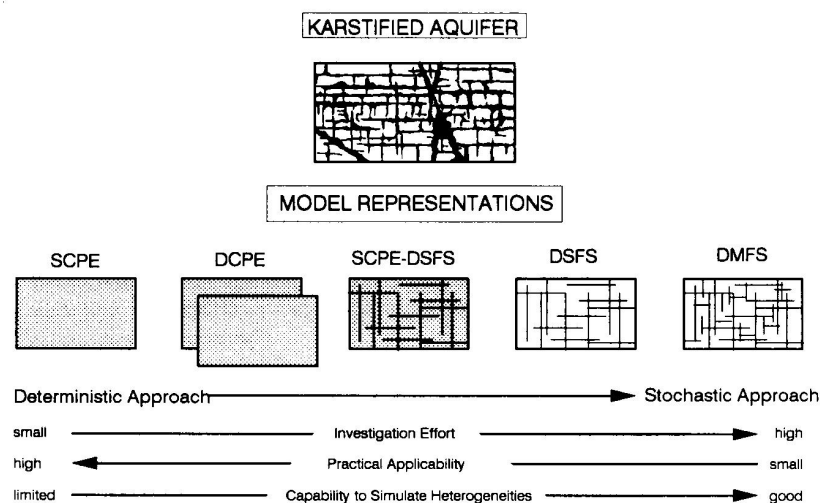 KARSTIFIED AQUIFER
MODEL REPRESENTATIONS
SCPE DCPE SCPE-DSFS DSFS DMFS
Deterministic Approach Stochastic Approach
small Investigation Effort high
high Practical Applicability small
limited Capability to Simulate Heterogeneities good